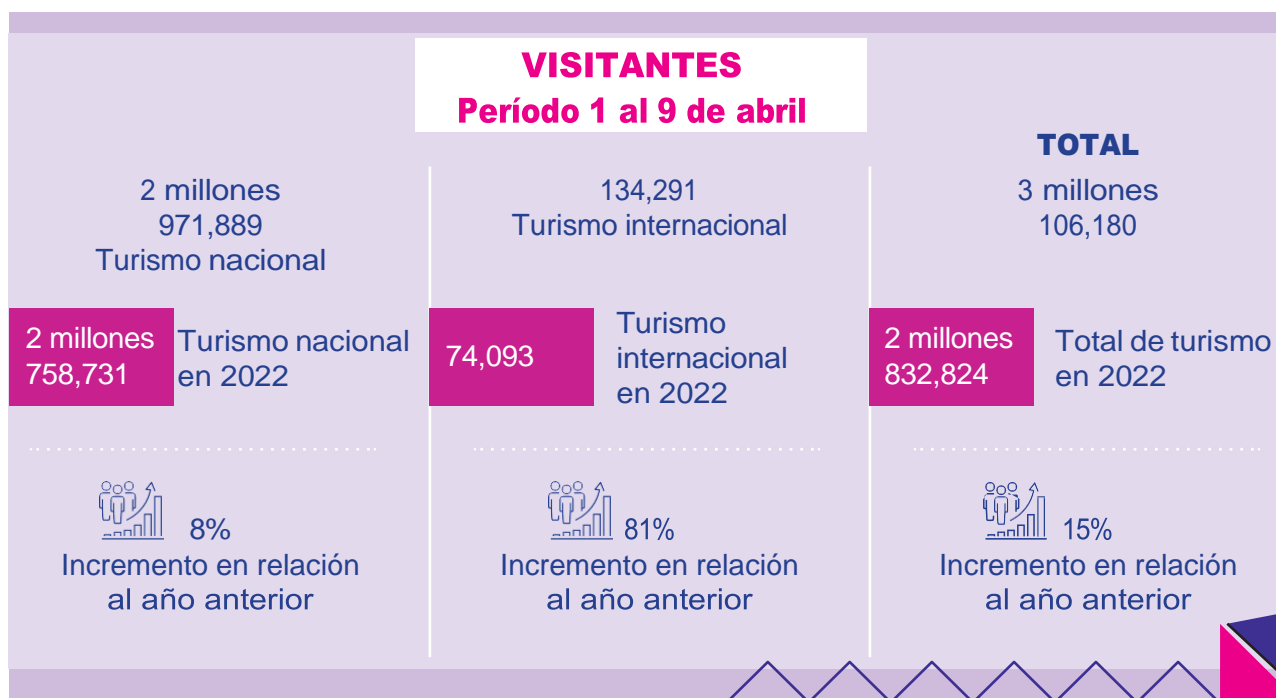 VISITANTES
Período 1 al 9 de abril
2 millones
971,889
Turismo nacional
134,291
Turismo internacional
TOTAL
3 millones
106,180
2 millones
758,731
Turismo nacional
en 2022
74,093
Turismo
internacional
en 2022
2 millones
832,824
Total de turismo
en 2022
8%
Incremento en relación
al año anterior
81%
Incremento en relación
al año anterior
15%
Incremento en relación
al año anterior